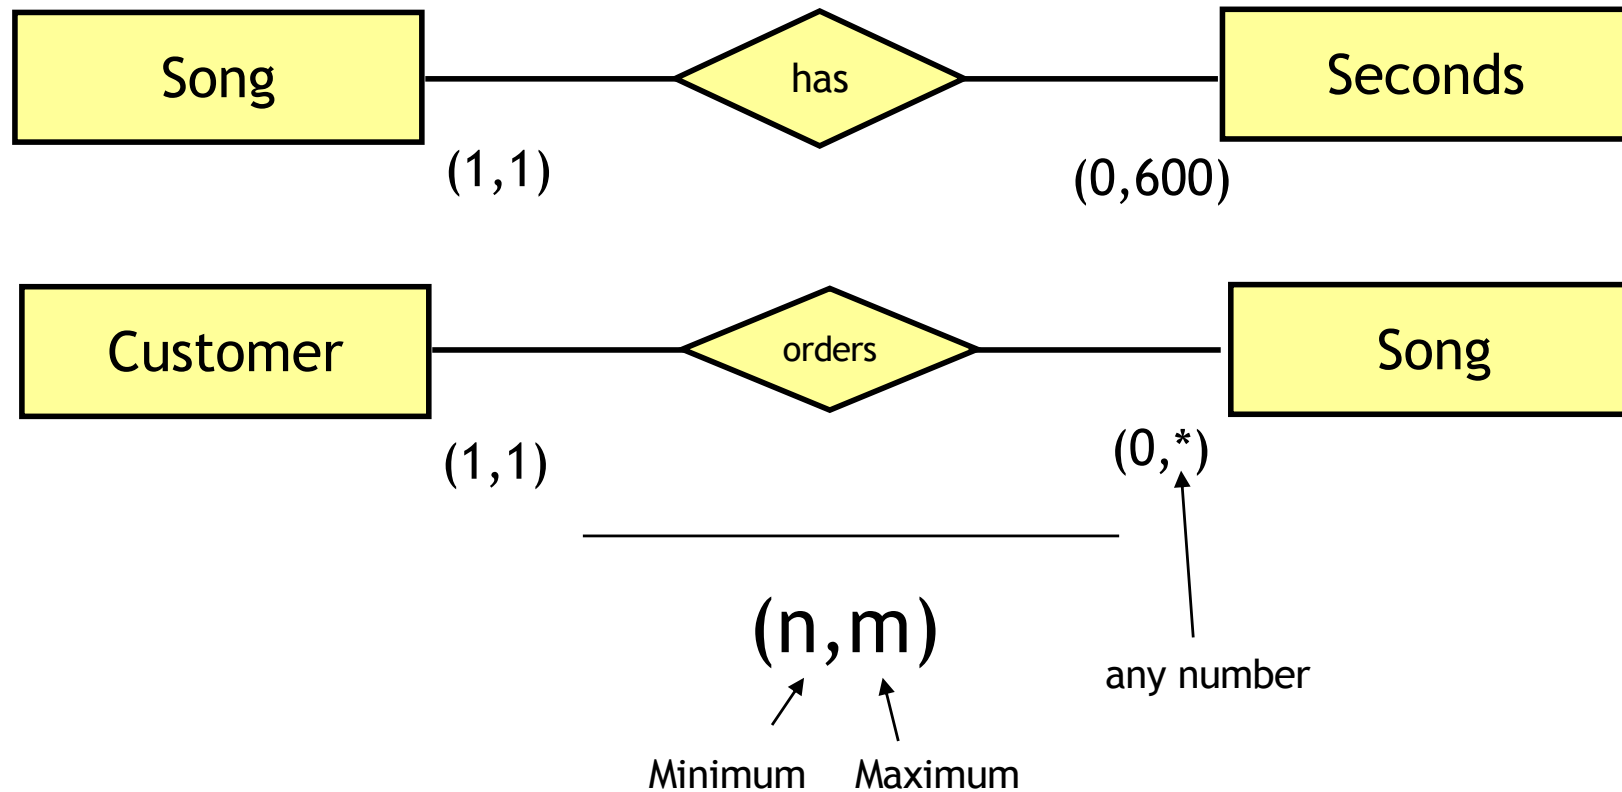 Song has Seconds
(1,1) (0,600)
Customer orders Song
(1,1) (0,*)
(n,m)
any number
Minimum Maximum